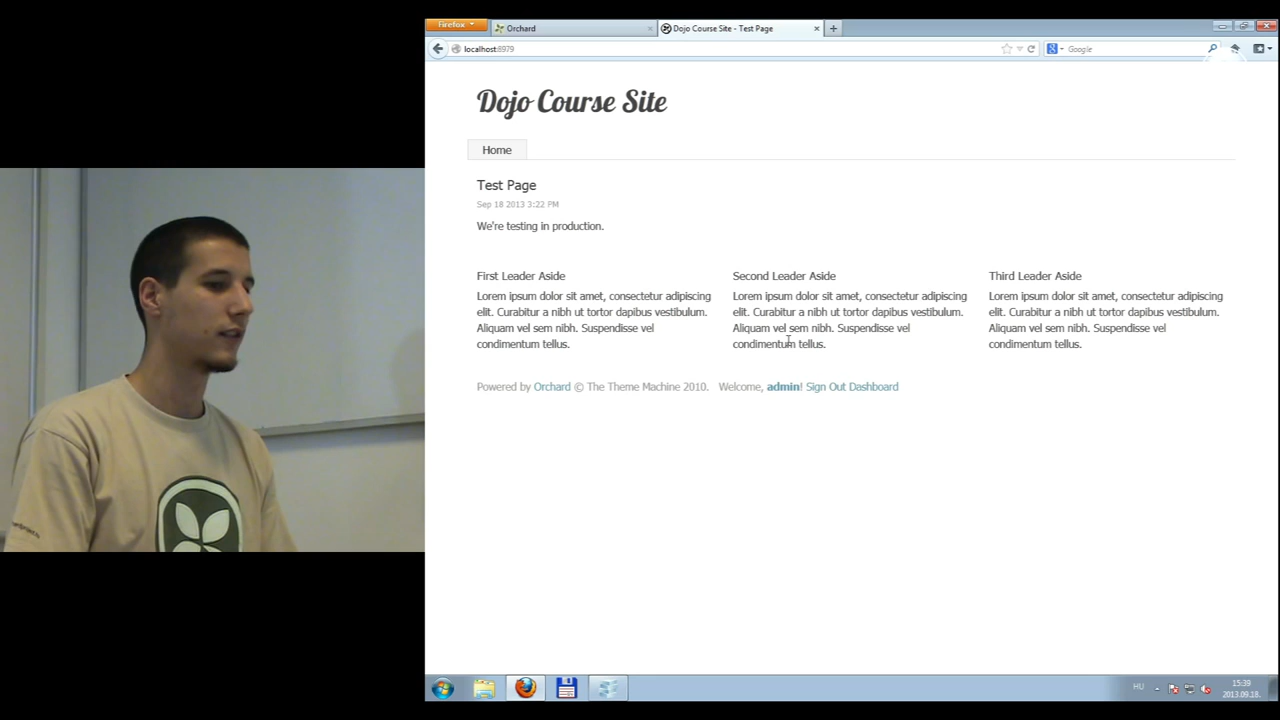 Firefox
Orchard
Dojo Course Site - Test Page
localhost:8979
Google
Dojo Course Site
Home
Test Page
Sep 18 2013 3:22 PM
We're testing in production.
First Leader Aside
Lorem ipsum dolor sit amet, consectetur adipiscing
elit. Curabitur a nibh ut tortor dapibus vestibulum.
Aliquam vel sem nibh. Suspendisse vel
condimentum tellus.
Second Leader Aside
Lorem ipsum dolor sit amet, consectetur adipiscing
elit. Curabitur a nibh ut tortor dapibus vestibulum.
Aliquam vel sem nibh. Suspendisse vel
condimentum tellus.
Third Leader Aside
Lorem ipsum dolor sit amet, consectetur adipiscing
elit. Curabitur a nibh ut tortor dapibus vestibulum.
Aliquam vel sem nibh. Suspendisse vel
condimentum tellus.
Powered by Orchard © The Theme Machine 2010. Welcome, admin! Sign Out Dashboard
HU
15:39
2013.09.18.